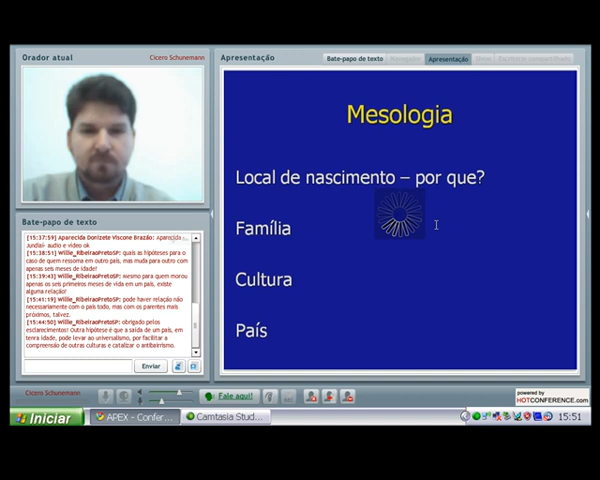 Orador atual
Cicero Schunemann
Apresentação
Bate-papo de texto
Navegador
Apresentação
Escritório compartilhado
Mesologia
Local de nascimento – por que?
Família
Cultura
País
Bate-papo de texto
[15:37:59] Aparecida Donizete Viscone Brazão: Aparecida
Jundiaí- audio e video ok
[15:38:51] Willie_RibeiraoPretoSP: quais as hipóteses para o
caso de quem ressoma em outro país, mas muda para outro com
apenas seis meses de idade?
[15:39:43] Willie_RibeiraoPretoSP: mesmo para quem morou
apenas os seis primeiros meses de vida em um país, existe
alguma relação?
[15:41:19] Willie_RibeiraoPretoSP: pode haver relação não
necessariamente com o país todo, mas com os parentes mais
próximos, talvez.
[15:44:50] Willie_RibeiraoPretoSP: obrigado pelos
esclarecimentos! Outra hipótese é que a saída de um país, em
tenra idade, pode levar ao universalismo, por facilitar a
compreensão de outras culturas e catalizar o antibairrismo.
Enviar
Cicero Schunemann
Fale aqui!
powered by
HOTCONFERENCE.com
Iniciar
APEX - Confer...
Camtasia Stud...
15:51